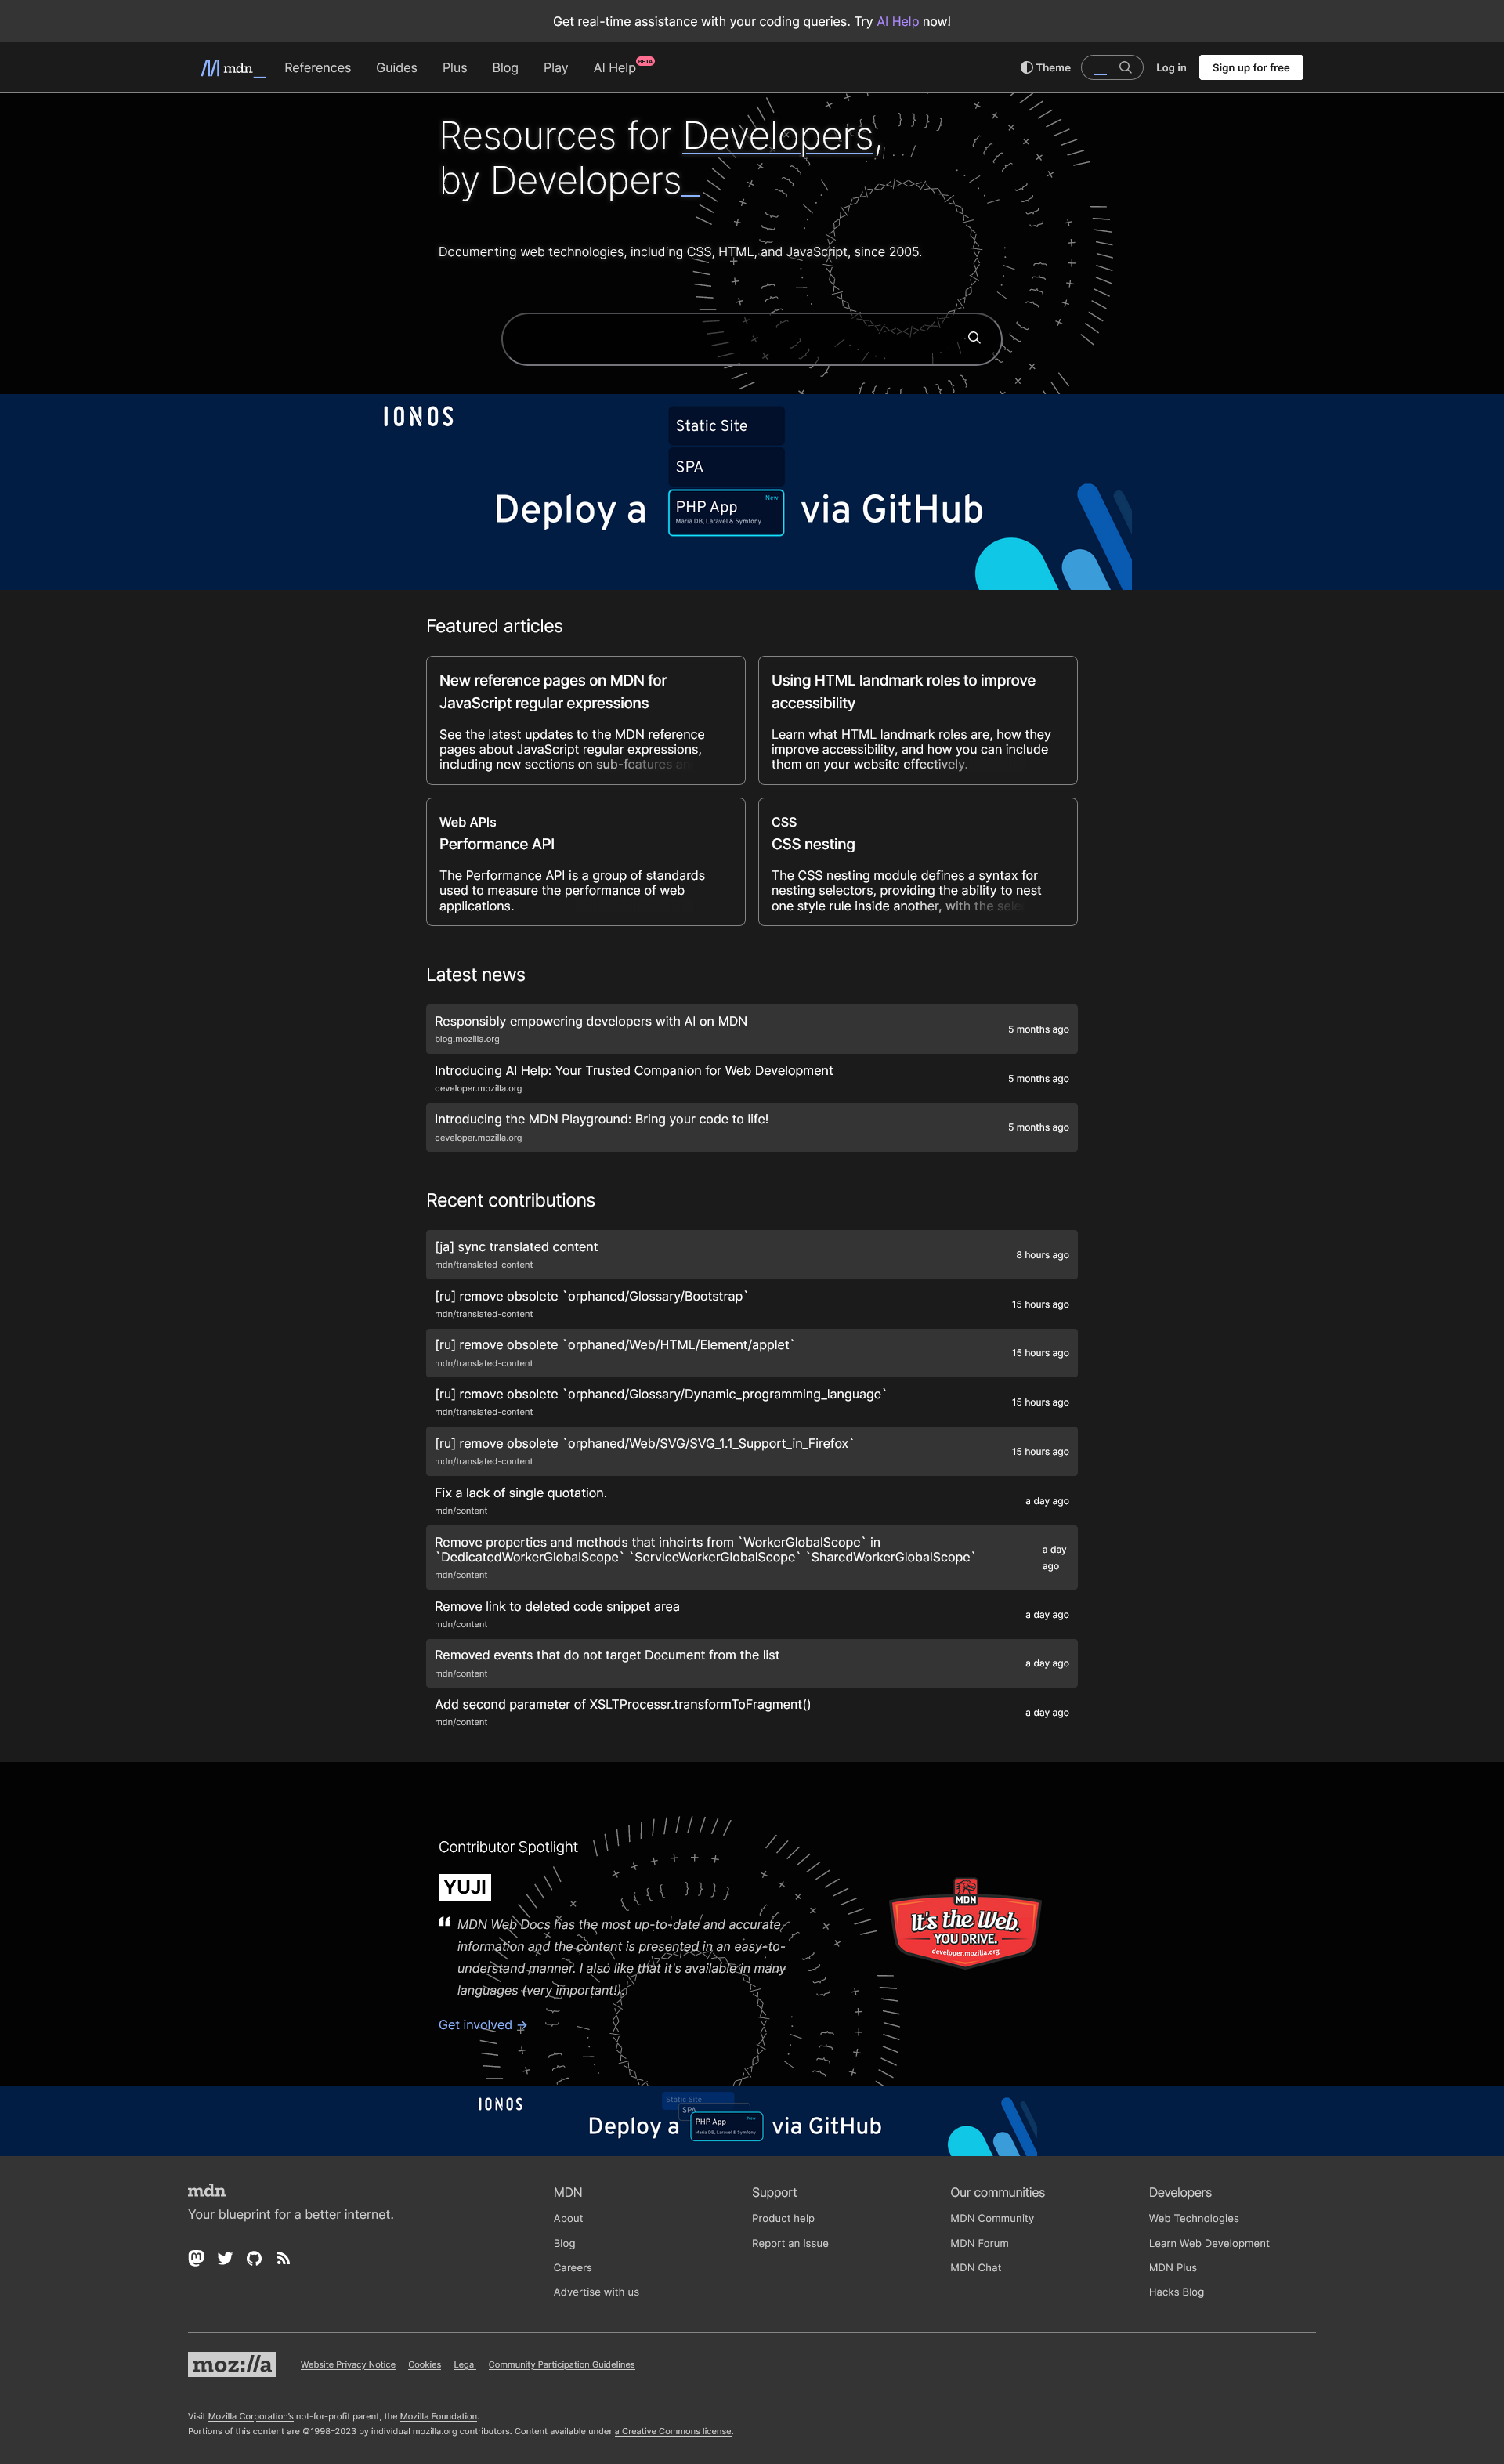 Get real-time assistance with your coding queries. Try AI Help now!
mdn_
References
Guides
Plus
Blog
Play
AI Help
BETA
Theme
Log in
Sign up for free
Resources for Developers,
by Developers_
Documenting web technologies, including CSS, HTML, and JavaScript, since 2005.
IONOS
Static Site
SPA
Deploy a
PHP App
New
Maria DB, Laravel & Symfony
via GitHub
Featured articles
New reference pages on MDN for
JavaScript regular expressions
See the latest updates to the MDN reference
pages about JavaScript regular expressions,
including new sections on sub-features an
Using HTML landmark roles to improve
accessibility
Learn what HTML landmark roles are, how they
improve accessibility, and how you can include
them on your website effectively.
Web APIs
Performance API
The Performance API is a group of standards
used to measure the performance of web
applications.
CSS
CSS nesting
The CSS nesting module defines a syntax for
nesting selectors, providing the ability to nest
one style rule inside another, with the sele
Latest news
Responsibly empowering developers with AI on MDN
blog.mozilla.org
5 months ago
Introducing AI Help: Your Trusted Companion for Web Development
developer.mozilla.org
5 months ago
Introducing the MDN Playground: Bring your code to life!
developer.mozilla.org
5 months ago
Recent contributions
[ja] sync translated content
mdn/translated-content
8 hours ago
[ru] remove obsolete `orphaned/Glossary/Bootstrap`
mdn/translated-content
15 hours ago
[ru] remove obsolete `orphaned/Web/HTML/Element/applet`
mdn/translated-content
15 hours ago
[ru] remove obsolete `orphaned/Glossary/Dynamic_programming_language`
mdn/translated-content
15 hours ago
[ru] remove obsolete `orphaned/Web/SVG/SVG_1.1_Support_in_Firefox`
mdn/translated-content
15 hours ago
Fix a lack of single quotation.
mdn/content
a day ago
Remove properties and methods that inheirts from `WorkerGlobalScope` in
`DedicatedWorkerGlobalScope` `ServiceWorkerGlobalScope` `SharedWorkerGlobalScope`
mdn/content
a day
ago
Remove link to deleted code snippet area
mdn/content
a day ago
Removed events that do not target Document from the list
mdn/content
a day ago
Add second parameter of XSLTProcessr.transformToFragment()
mdn/content
a day ago
Contributor Spotlight
YUJI
MDN Web Docs has the most up-to-date and accurate
information and the content is presented in an easy-to-
understand manner. I also like that it's available in many
languages (very important!).
Get involved →
MDN
It's the Web.
YOU DRIVE.
developer.mozilla.org
IONOS
Static Site
SPA
Deploy a
PHP App
New
Maria DB, Laravel & Symfony
via GitHub
mdn
Your blueprint for a better internet.
MDN
About
Blog
Careers
Advertise with us
Support
Product help
Report an issue
Our communities
MDN Community
MDN Forum
MDN Chat
Developers
Web Technologies
Learn Web Development
MDN Plus
Hacks Blog
moz://a
Website Privacy Notice
Cookies
Legal
Community Participation Guidelines
Visit Mozilla Corporation's not-for-profit parent, the Mozilla Foundation.
Portions of this content are ©1998–2023 by individual mozilla.org contributors. Content available under a Creative Commons license.